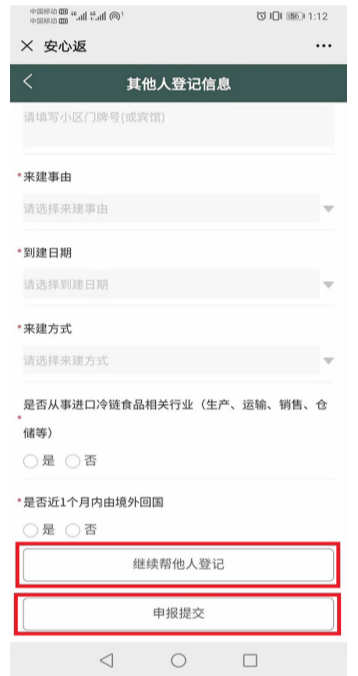 中国移动 HD 中国移动 HD 86 1:12
安心返
其他人登记信息
请填写小区门牌号(或宾馆)
*来建事由
请选择来建事由
*到建日期
请选择到建日期
*来建方式
请选择来建方式
是否从事进口冷链食品相关行业（生产、运输、销售、仓
*
储等）
是 否
*是否近1个月内由境外回国
是 否
继续帮他人登记
申报提交